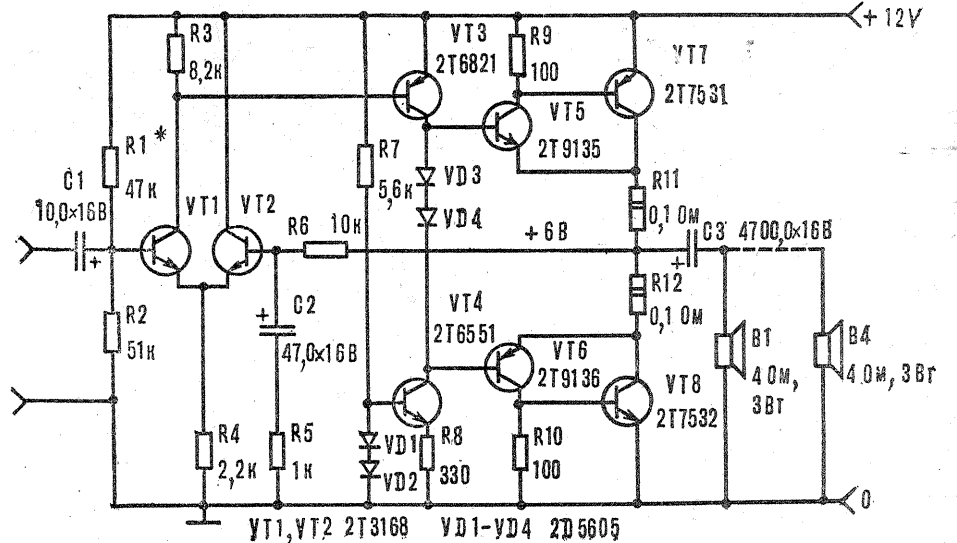 +12V
R3
8,2к
VT3
2Т6821
R9
100
VT7
2Т7531
VT5
2Т9135
R1*
47к
C1
10,0×16В
VT1
VT2
R7
5,6к
VD3
VD4
R6
10к
+6В
R11
0,1 Ом
C3
4700,0×16В
R2
51к
C2
47,0×16В
VT4
2Т6551
R12
0,1 Ом
VT6
2Т9136
VT8
2Т7532
B1
4 Ом,
3Вт
B4
4 Ом, 3Вт
R4
2,2к
R5
1к
VD1
VD2
R8
330
R10
100
0
VT1, VT2 2Т3168 VD1-VD4 2Д5605